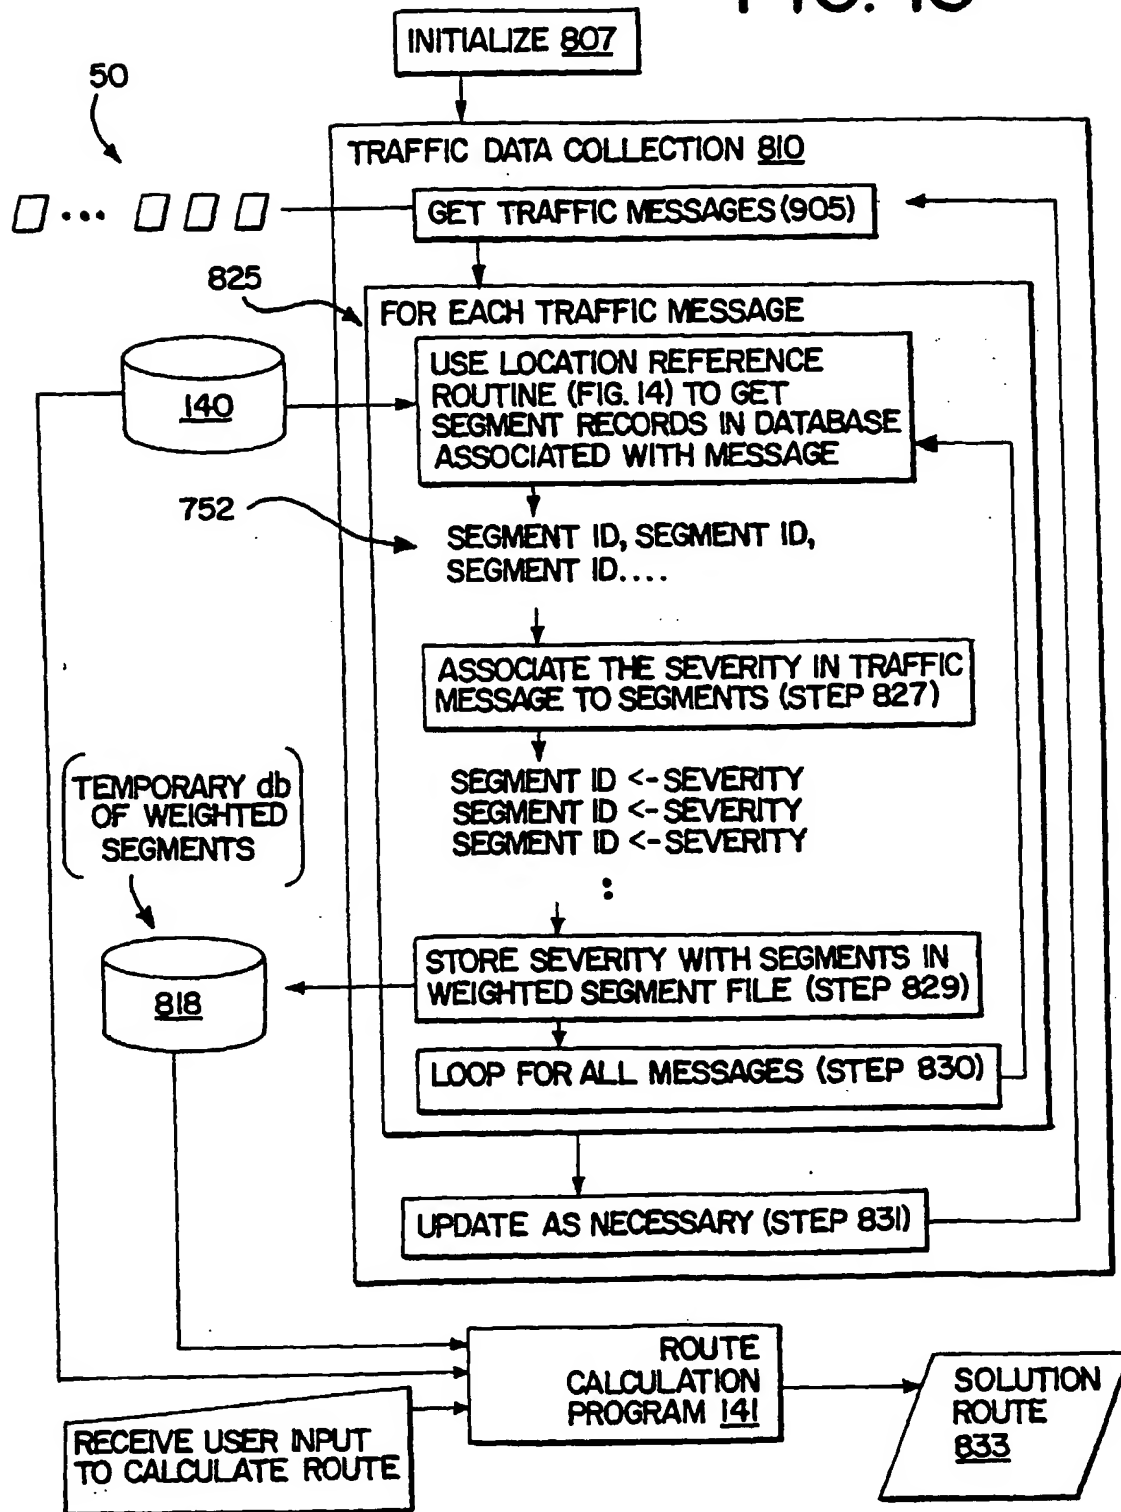 INITIALIZE 807
50
TRAFFIC DATA COLLECTION 810
GET TRAFFIC MESSAGES (905)
825
FOR EACH TRAFFIC MESSAGE
USE LOCATION REFERENCE
ROUTINE (FIG. 14) TO GET
SEGMENT RECORDS IN DATABASE
ASSOCIATED WITH MESSAGE
140
752
SEGMENT ID, SEGMENT ID,
SEGMENT ID....
ASSOCIATE THE SEVERITY IN TRAFFIC
MESSAGE TO SEGMENTS (STEP 827)
SEGMENT ID <-SEVERITY
SEGMENT ID <-SEVERITY
SEGMENT ID <-SEVERITY
:
TEMPORARY db
OF WEIGHTED
SEGMENTS
818
STORE SEVERITY WITH SEGMENTS IN
WEIGHTED SEGMENT FILE (STEP 829)
LOOP FOR ALL MESSAGES (STEP 830)
UPDATE AS NECESSARY (STEP 831)
ROUTE
CALCULATION
PROGRAM 141
RECEIVE USER INPUT
TO CALCULATE ROUTE
SOLUTION
ROUTE
833